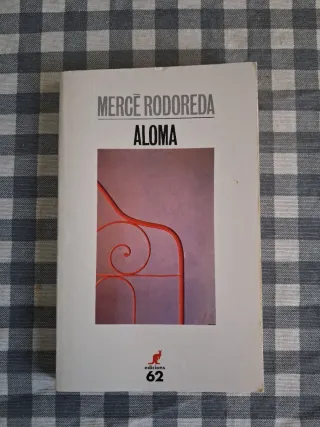 MERCÈ RODOREDA
ALOMA
edicions
62